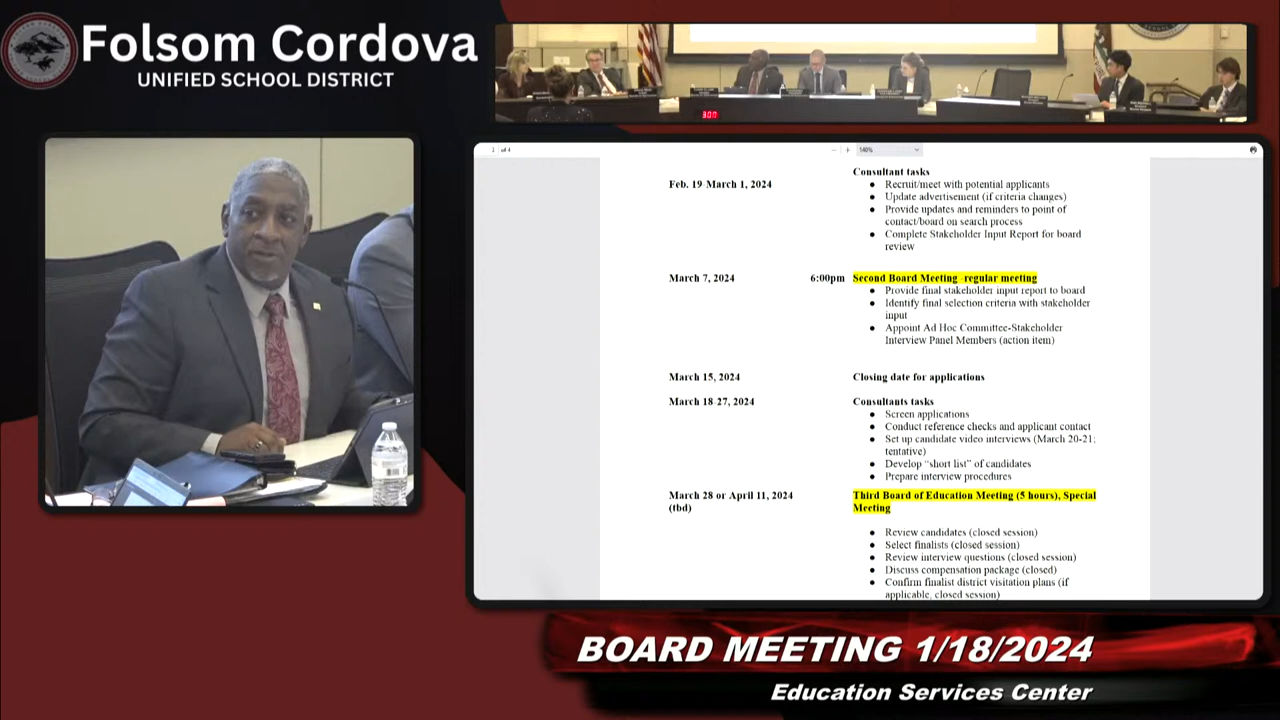 Folsom Cordova
UNIFIED SCHOOL DISTRICT
3:07
1 of 4
140%
Consultant tasks
Feb. 19-March 1, 2024
● Recruit/meet with potential applicants
● Update advertisement (if criteria changes)
● Provide updates and reminders to point of
contact/board on search process
● Complete Stakeholder Input Report for board
review
March 7, 2024 6:00pm Second Board Meeting -regular meeting
● Provide final stakeholder input report to board
● Identify final selection criteria with stakeholder
input
● Appoint Ad Hoc Committee-Stakeholder
Interview Panel Members (action item)
March 15, 2024 Closing date for applications
March 18-27, 2024 Consultants tasks
● Screen applications
● Conduct reference checks and applicant contact
● Set up candidate video interviews (March 20-21;
tentative)
● Develop “short list” of candidates
● Prepare interview procedures
March 28 or April 11, 2024 Third Board of Education Meeting (5 hours), Special
(tbd) Meeting
● Review candidates (closed session)
● Select finalists (closed session)
● Review interview questions (closed session)
● Discuss compensation package (closed)
● Confirm finalist district visitation plans (if
applicable, closed session)
BOARD MEETING 1/18/2024
Education Services Center